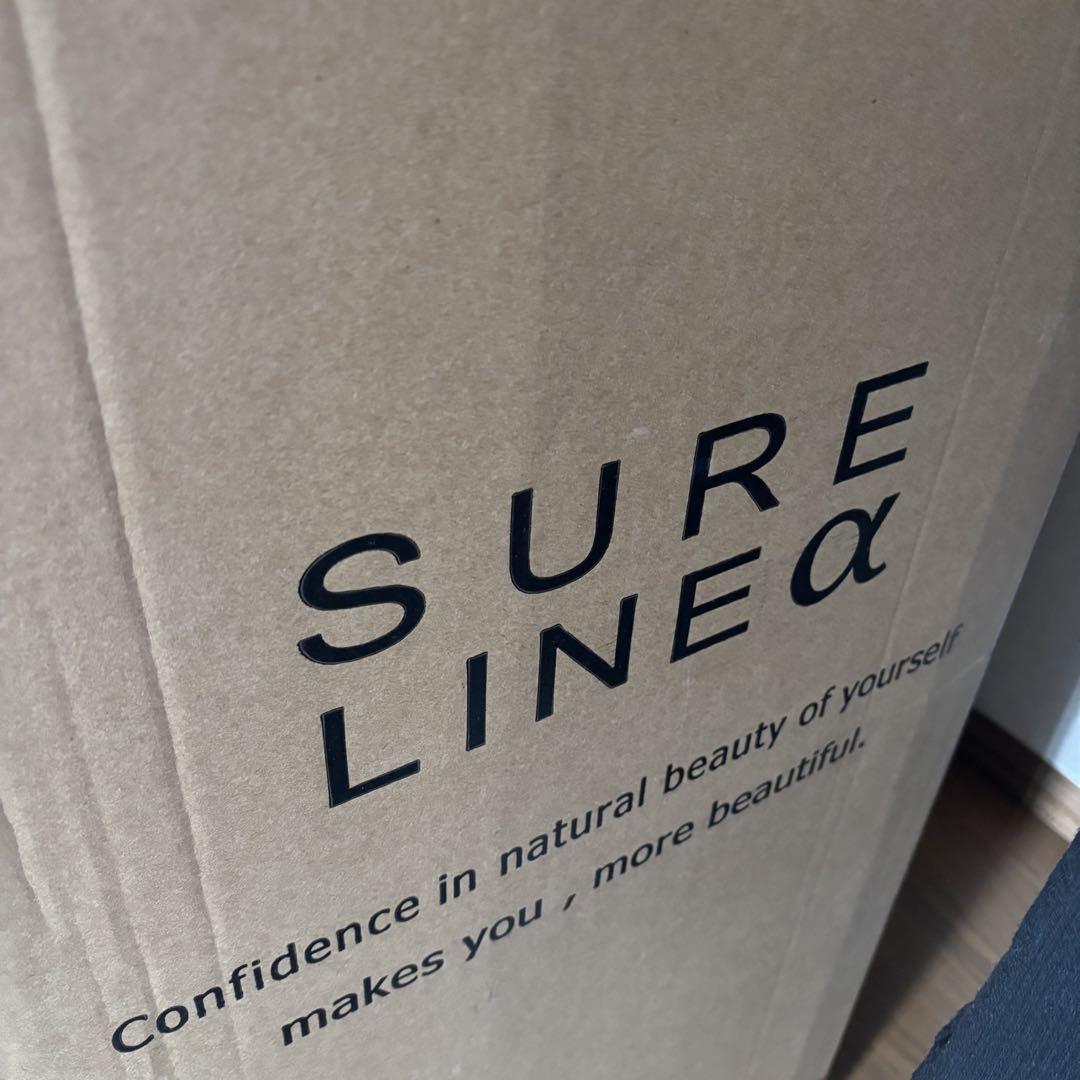 SURE
LINEα
Confidence in natural beauty of yourself
makes you , more beautiful.